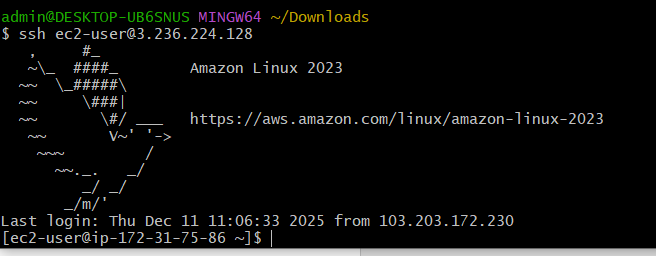 admin@DESKTOP-UB6SNUS MINGW64 ~/Downloads
$ ssh ec2-user@3.236.224.128
   ,     #_
   ~\_  ####_        Amazon Linux 2023
  ~~  \_#####\
  ~~     \###|
  ~~       \#/ ___   https://aws.amazon.com/linux/amazon-linux-2023
   ~~       V~' '->
    ~~~         /
      ~~._.   _/
         _/ _/
       _/m/'
Last login: Thu Dec 11 11:06:33 2025 from 103.203.172.230
[ec2-user@ip-172-31-75-86 ~]$